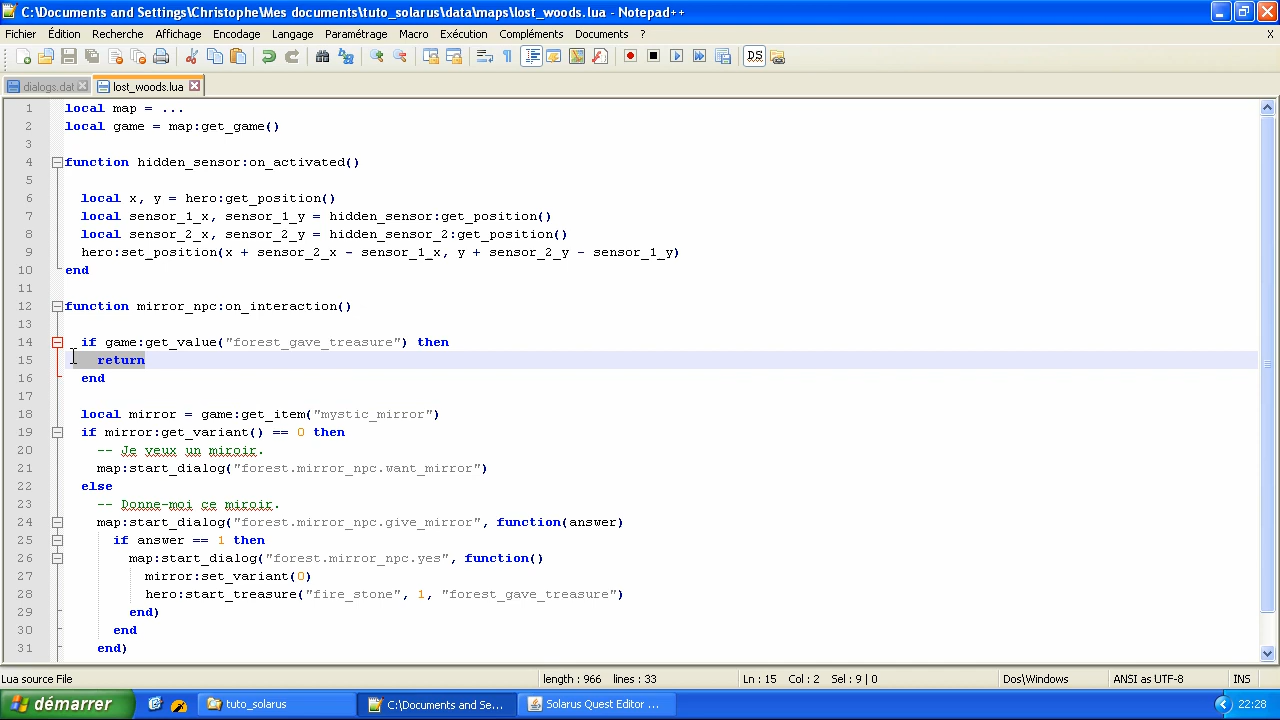 C:\Documents and Settings\Christophe\Mes documents\tuto_solarus\data\maps\lost_woods.lua - Notepad++
Fichier Édition Recherche Affichage Encodage Langage Paramétrage Macro Exécution Compléments Documents ? X
dialogs.dat lost_woods.lua
1 local map = ...
2 local game = map:get_game()
3
4 function hidden_sensor:on_activated()
5
6 local x, y = hero:get_position()
7 local sensor_1_x, sensor_1_y = hidden_sensor:get_position()
8 local sensor_2_x, sensor_2_y = hidden_sensor_2:get_position()
9 hero:set_position(x + sensor_2_x - sensor_1_x, y + sensor_2_y - sensor_1_y)
10 end
11
12 function mirror_npc:on_interaction()
13
14 if game:get_value("forest_gave_treasure") then
15 return
16 end
17
18 local mirror = game:get_item("mystic_mirror")
19 if mirror:get_variant() == 0 then
20 -- Je veux un miroir.
21 map:start_dialog("forest.mirror_npc.want_mirror")
22 else
23 -- Donne-moi ce miroir.
24 map:start_dialog("forest.mirror_npc.give_mirror", function(answer)
25 if answer == 1 then
26 map:start_dialog("forest.mirror_npc.yes", function()
27 mirror:set_variant(0)
28 hero:start_treasure("fire_stone", 1, "forest_gave_treasure")
29 end)
30 end
31 end)
Lua source File length : 966 lines : 33 Ln : 15 Col : 2 Sel : 9 | 0 Dos\Windows ANSI as UTF-8 INS
démarrer tuto_solarus C:\Documents and Se... Solarus Quest Editor ... 22:28